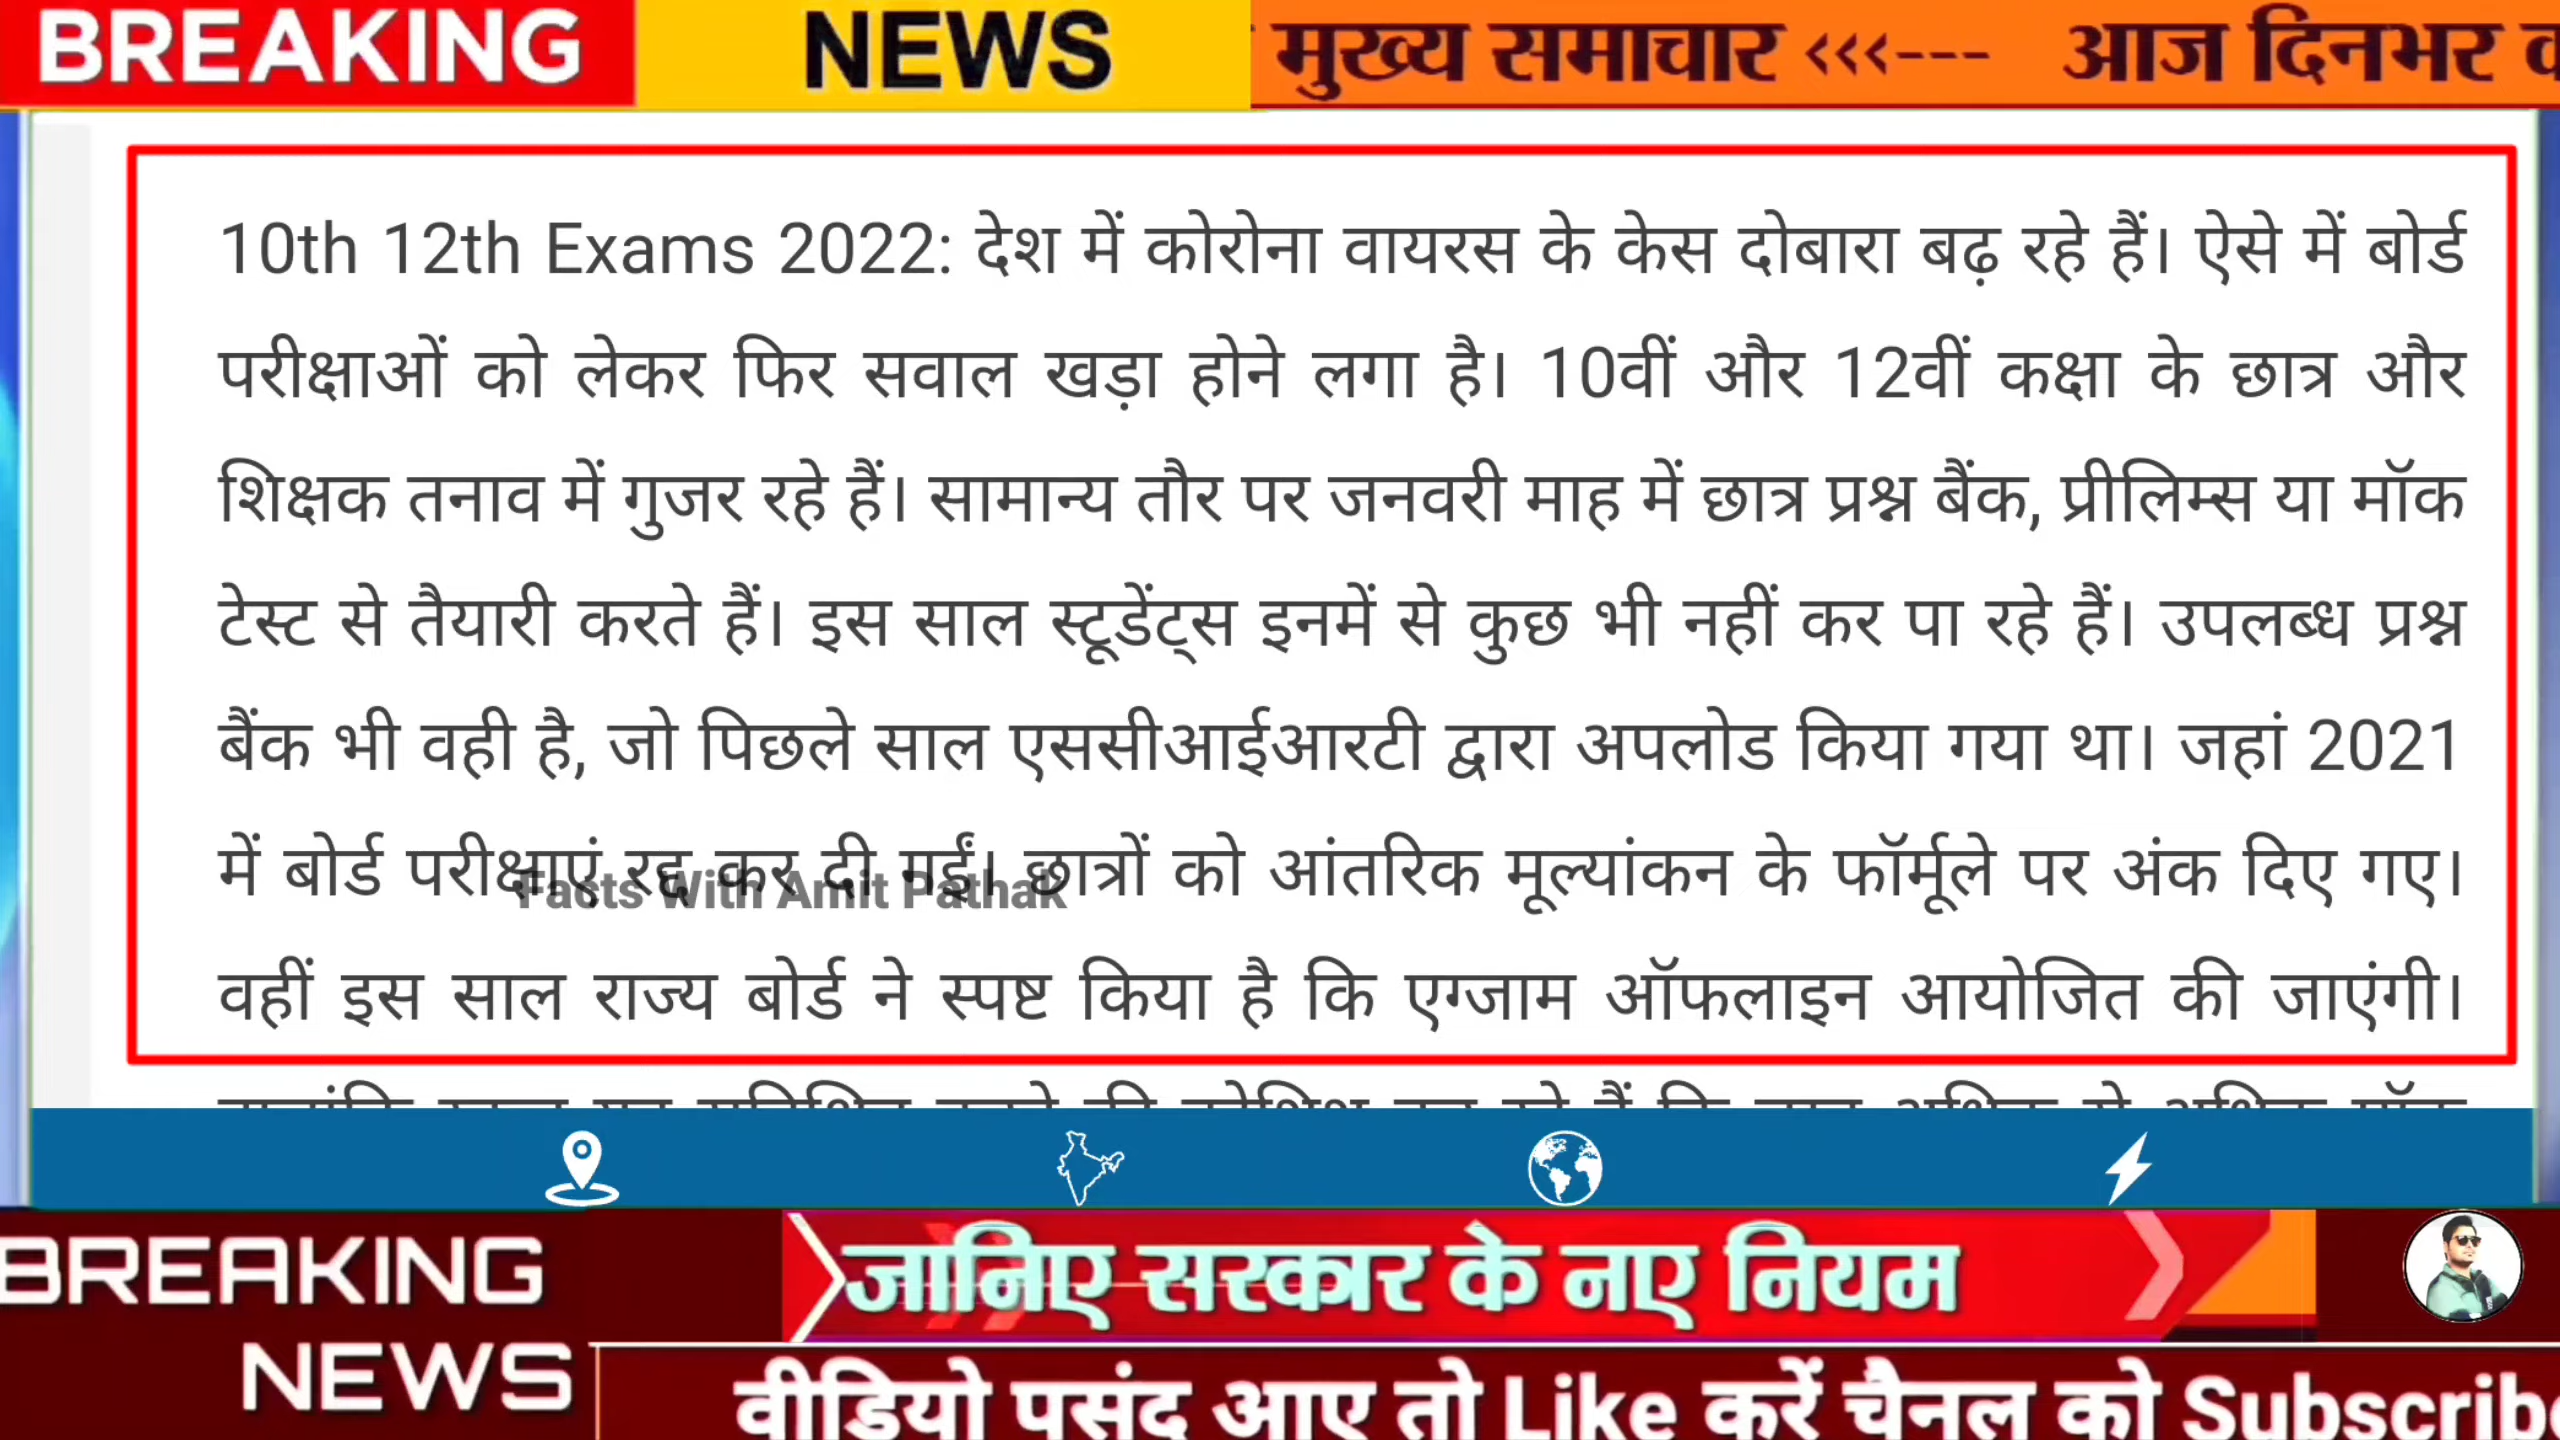 BREAKING NEWS मुख्य समाचार <<<--- आज दिनभर
10th 12th Exams 2022: देश में कोरोना वायरस के केस दोबारा बढ़ रहे हैं। ऐसे में बोर्ड
परीक्षाओं को लेकर फिर सवाल खड़ा होने लगा है। 10वीं और 12वीं कक्षा के छात्र और
शिक्षक तनाव में गुजर रहे हैं। सामान्य तौर पर जनवरी माह में छात्र प्रश्न बैंक, प्रीलिम्स या मॉक
टेस्ट से तैयारी करते हैं। इस साल स्टूडेंट्स इनमें से कुछ भी नहीं कर पा रहे हैं। उपलब्ध प्रश्न
बैंक भी वही है, जो पिछले साल एससीआईआरटी द्वारा अपलोड किया गया था। जहां 2021
में बोर्ड परीक्षाएं रद्द कर दी गईं। छात्रों को आंतरिक मूल्यांकन के फॉर्मूले पर अंक दिए गए।
Facts With Amit Pathak
वहीं इस साल राज्य बोर्ड ने स्पष्ट किया है कि एग्जाम ऑफलाइन आयोजित की जाएंगी।
BREAKING
NEWS
जानिए सरकार के नए नियम
वीडियो पसंद आए तो Like करें चैनल को Subscribe